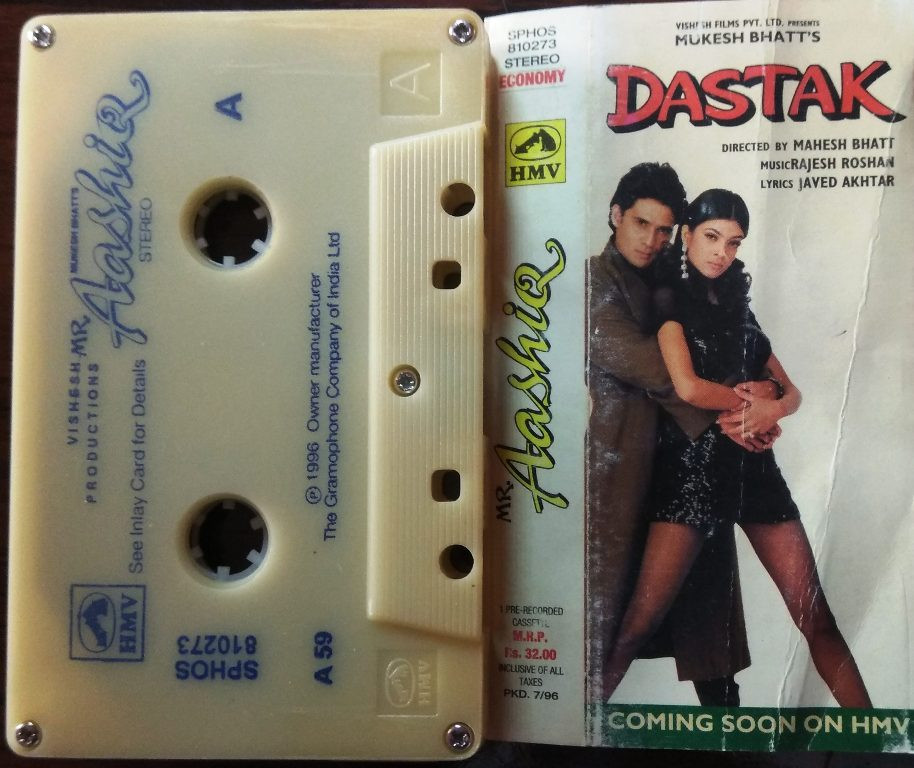 VISHESH
PRODUCTIONS
MUKESH BHATT'S
MR.
AashiQ
STEREO
See Inlay Card for Details
HMV
A
℗ 1996 Owner manufacturer
The Gramophone Company of India Ltd
SPHOS
810273
A 59
A
HMV
SPHOS
810273
STEREO
ECONOMY
HMV
MR. AashiQ
1 PRE-RECORDED
CASSETTE
M.R.P.
Rs. 32.00
INCLUSIVE OF ALL
TAXES
PKD. 7/96
VISHESH FILMS PVT. LTD. PRESENTS
MUKESH BHATT'S
DASTAK
DIRECTED BY MAHESH BHATT
MUSIC RAJESH ROSHAN
LYRICS JAVED AKHTAR
COMING SOON ON HMV